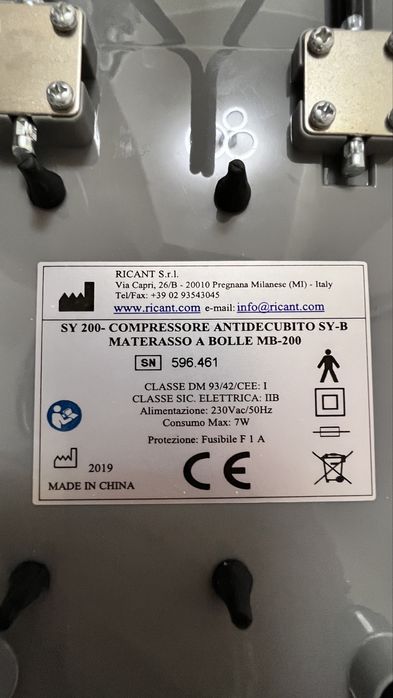 RICANT S.r.l.
Via Capri, 26/B - 20010 Pregnana Milanese (MI) - Italy
Tel/Fax: +39 02 93543045
www.ricant.com e-mail: info@ricant.com
SY 200- COMPRESSORE ANTIDECUBITO SY-B
MATERASSO A BOLLE MB-200
SN 596.461
CLASSE DM 93/42/CEE: I
CLASSE SIC. ELETTRICA: IIB
Alimentazione: 230Vac/50Hz
Consumo Max: 7W
Protezione: Fusibile F 1 A
2019
CE
MADE IN CHINA